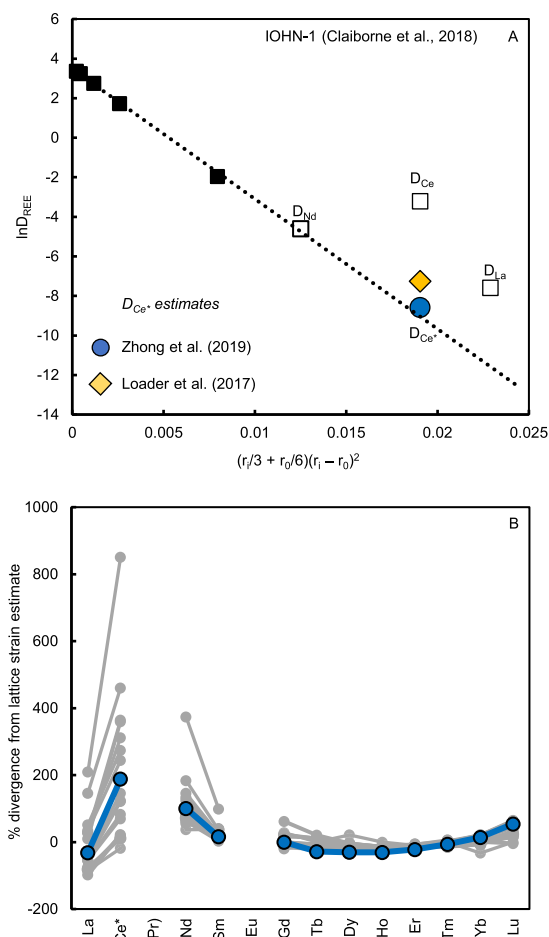 IOHN-1 (Claiborne et al., 2018) A
6
4
2
0
-2
-4
-6
-8
-10
-12
-14
lnD_REE
D_Ce
D_Nd
D_La
D_Ce* estimates
D_Ce*
Zhong et al. (2019)
Loader et al. (2017)
0 0.005 0.01 0.015 0.02 0.025
(r_i/3 + r_0/6)(r_i – r_0)²
B
1000
800
600
400
200
0
-200
% divergence from lattice strain estimate
La Ce* Pr) Nd Sm Eu Gd Tb Dy Ho Er Tm Yb Lu